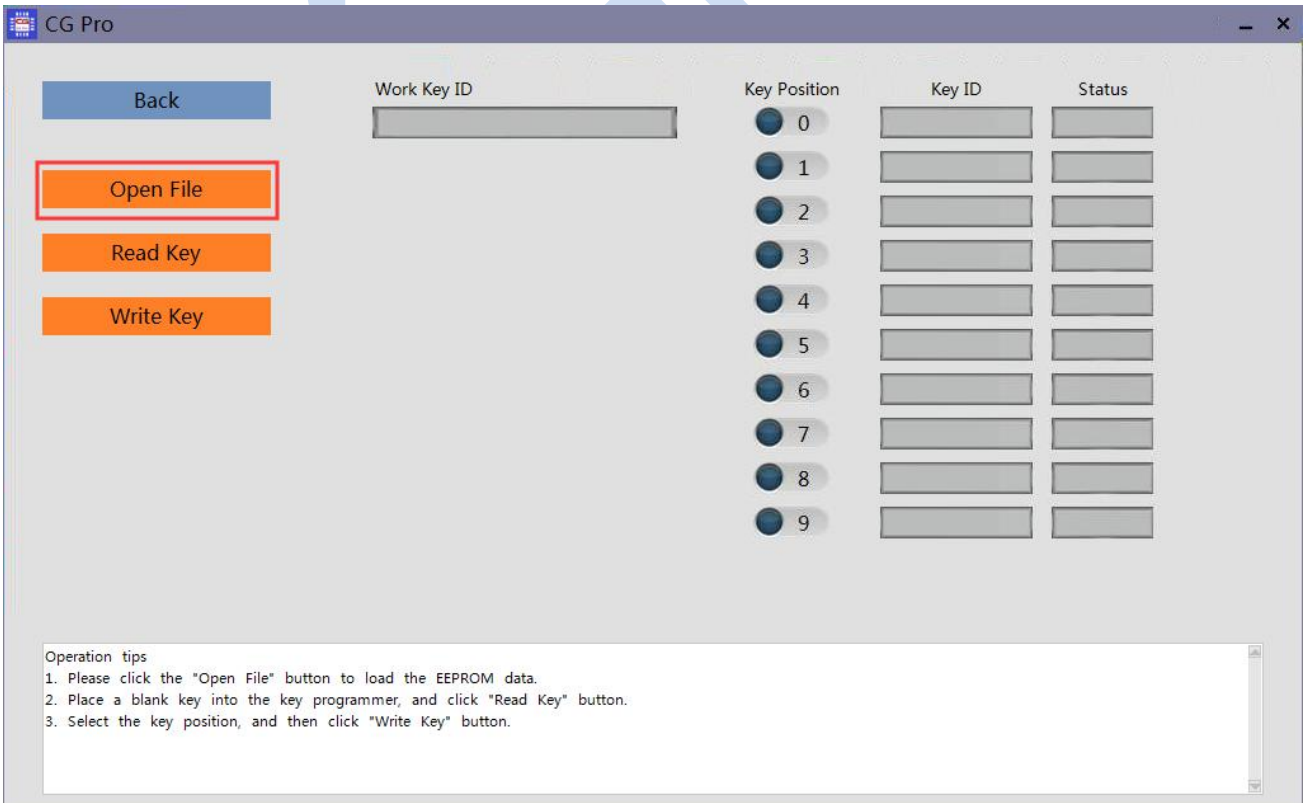 CG Pro
Back
Open File
Read Key
Write Key
Work Key ID
Key Position Key ID Status
0
1
2
3
4
5
6
7
8
9
Operation tips
1. Please click the "Open File" button to load the EEPROM data.
2. Place a blank key into the key programmer, and click "Read Key" button.
3. Select the key position, and then click "Write Key" button.